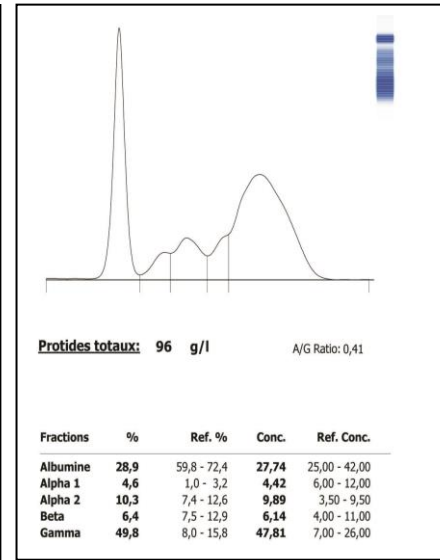 Protides totaux: 96 g/l A/G Ratio: 0,41
Fractions % Ref. % Conc. Ref. Conc.
Albumine 28,9 59,8 - 72,4 27,74 25,00 - 42,00
Alpha 1 4,6 1,0 - 3,2 4,42 6,00 - 12,00
Alpha 2 10,3 7,4 - 12,6 9,89 3,50 - 9,50
Beta 6,4 7,5 - 12,9 6,14 4,00 - 11,00
Gamma 49,8 8,0 - 15,8 47,81 7,00 - 26,00